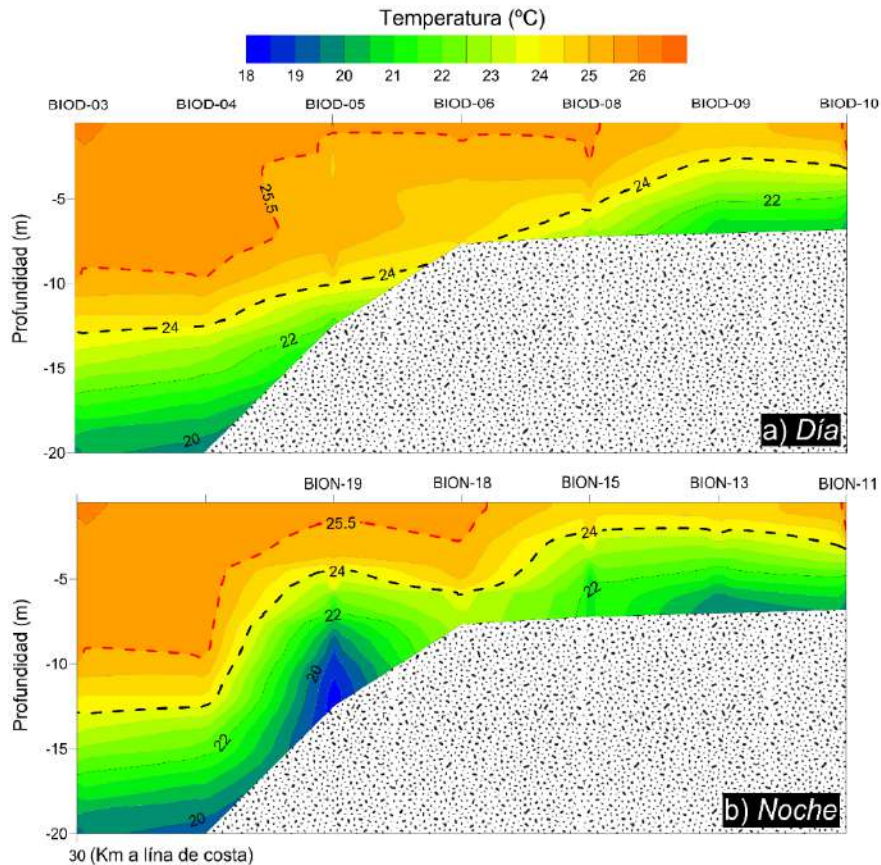 Temperatura (ºC)
18 19 20 21 22 23 24 25 26
BIOD-03 BIOD-04 BIOD-05 BIOD-06 BIOD-08 BIOD-09 BIOD-10
25.5
24
22
-5
Profundidad (m)
-10
24
22
-15
20
-20
a) Día
BION-19 BION-18 BION-15 BION-13 BION-11
25.5
24
24
22
22
-5
Profundidad (m)
-10
20
22
-15
20
-20
b) Noche
30 (Km a lína de costa)